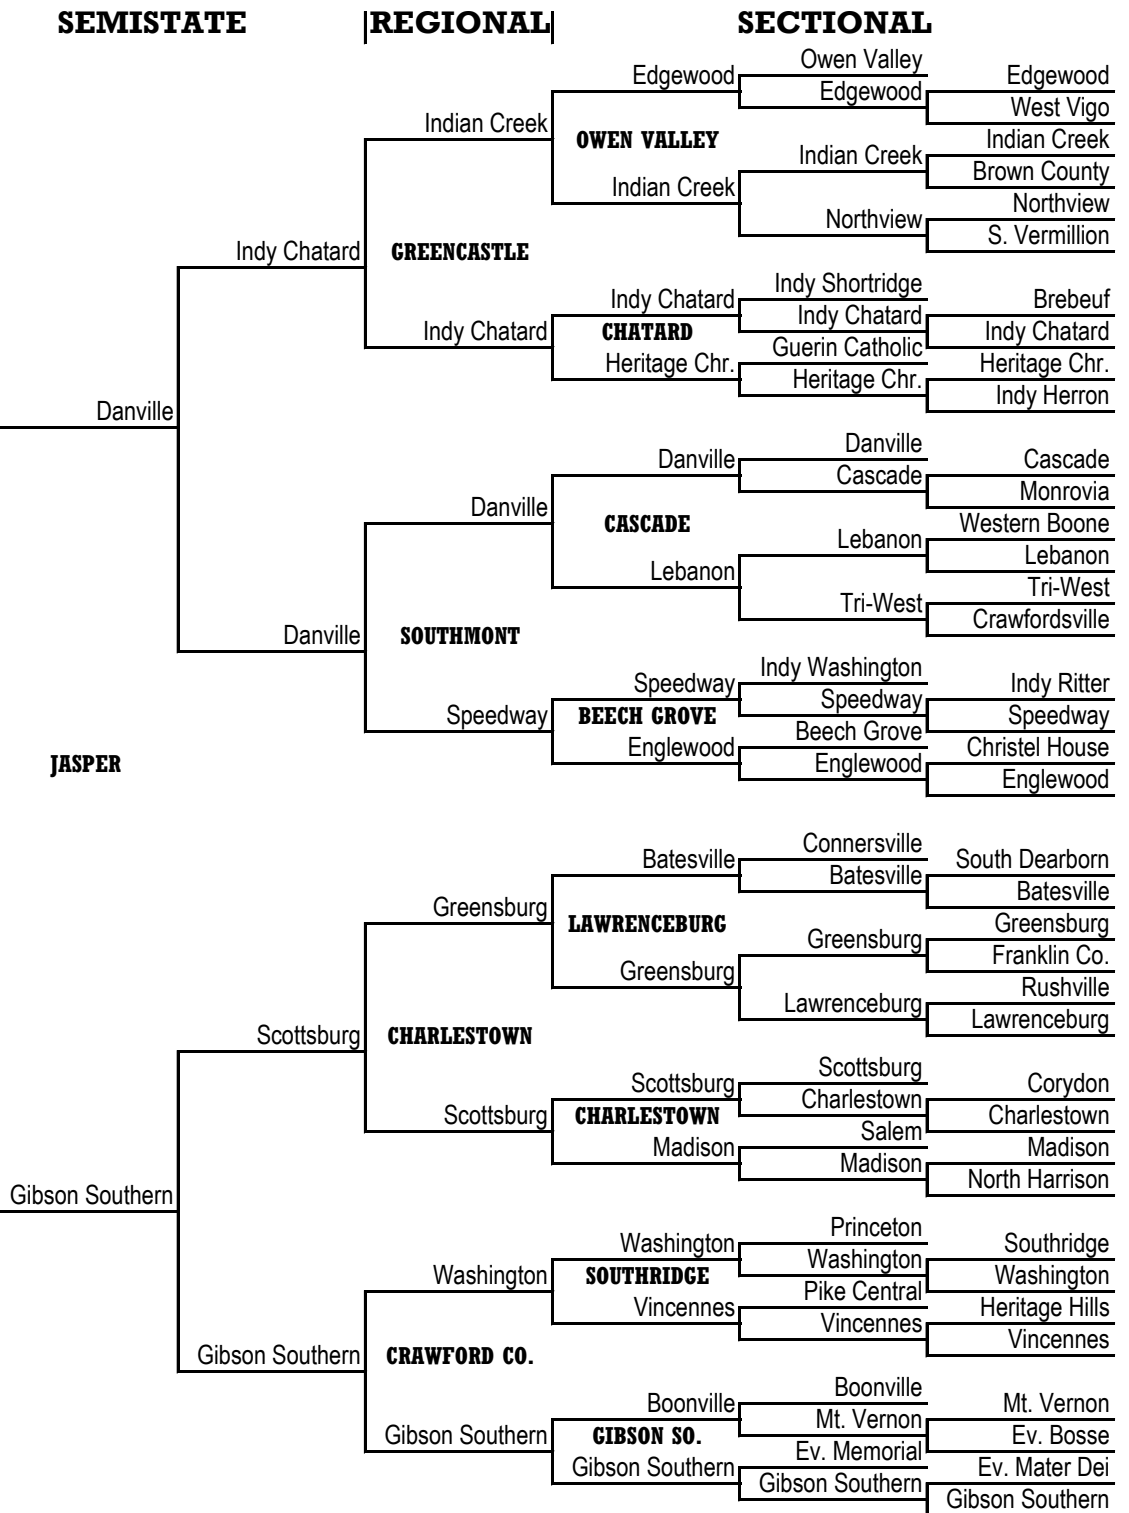 SEMISTATE REGIONAL SECTIONAL
Owen Valley
Edgewood Edgewood
Edgewood West Vigo
Indian Creek Indian Creek
OWEN VALLEY
Indian Creek Brown County
Indian Creek Northview
Northview S. Vermillion
Indy Chatard GREENCASTLE
Indy Shortridge
Indy Chatard Brebeuf
Indy Chatard
Indy Chatard CHATARD Indy Chatard
Guerin Catholic
Heritage Chr. Heritage Chr.
Heritage Chr. Indy Herron
Danville
Danville
Danville Cascade
Cascade Monrovia
Danville
CASCADE Western Boone
Lebanon Lebanon
Lebanon Tri-West
Tri-West Crawfordsville
Danville SOUTHMONT
Indy Washington
Speedway Indy Ritter
Speedway
Speedway BEECH GROVE Speedway
Beech Grove
Englewood Christel House
Englewood Englewood
JASPER
Connersville
Batesville South Dearborn
Batesville Batesville
Greensburg
LAWRENCEBURG Greensburg
Greensburg Franklin Co.
Greensburg Rushville
Lawrenceburg Lawrenceburg
Scottsburg CHARLESTOWN
Scottsburg
Scottsburg Corydon
Charlestown
Scottsburg CHARLESTOWN Charlestown
Salem
Madison Madison
Madison North Harrison
Gibson Southern
Princeton
Washington Southridge
Washington
Washington SOUTHRIDGE Washington
Pike Central
Vincennes Heritage Hills
Vincennes Vincennes
Gibson Southern CRAWFORD CO.
Boonville
Boonville Mt. Vernon
Mt. Vernon
Gibson Southern GIBSON SO. Ev. Bosse
Ev. Memorial
Gibson Southern Ev. Mater Dei
Gibson Southern Gibson Southern